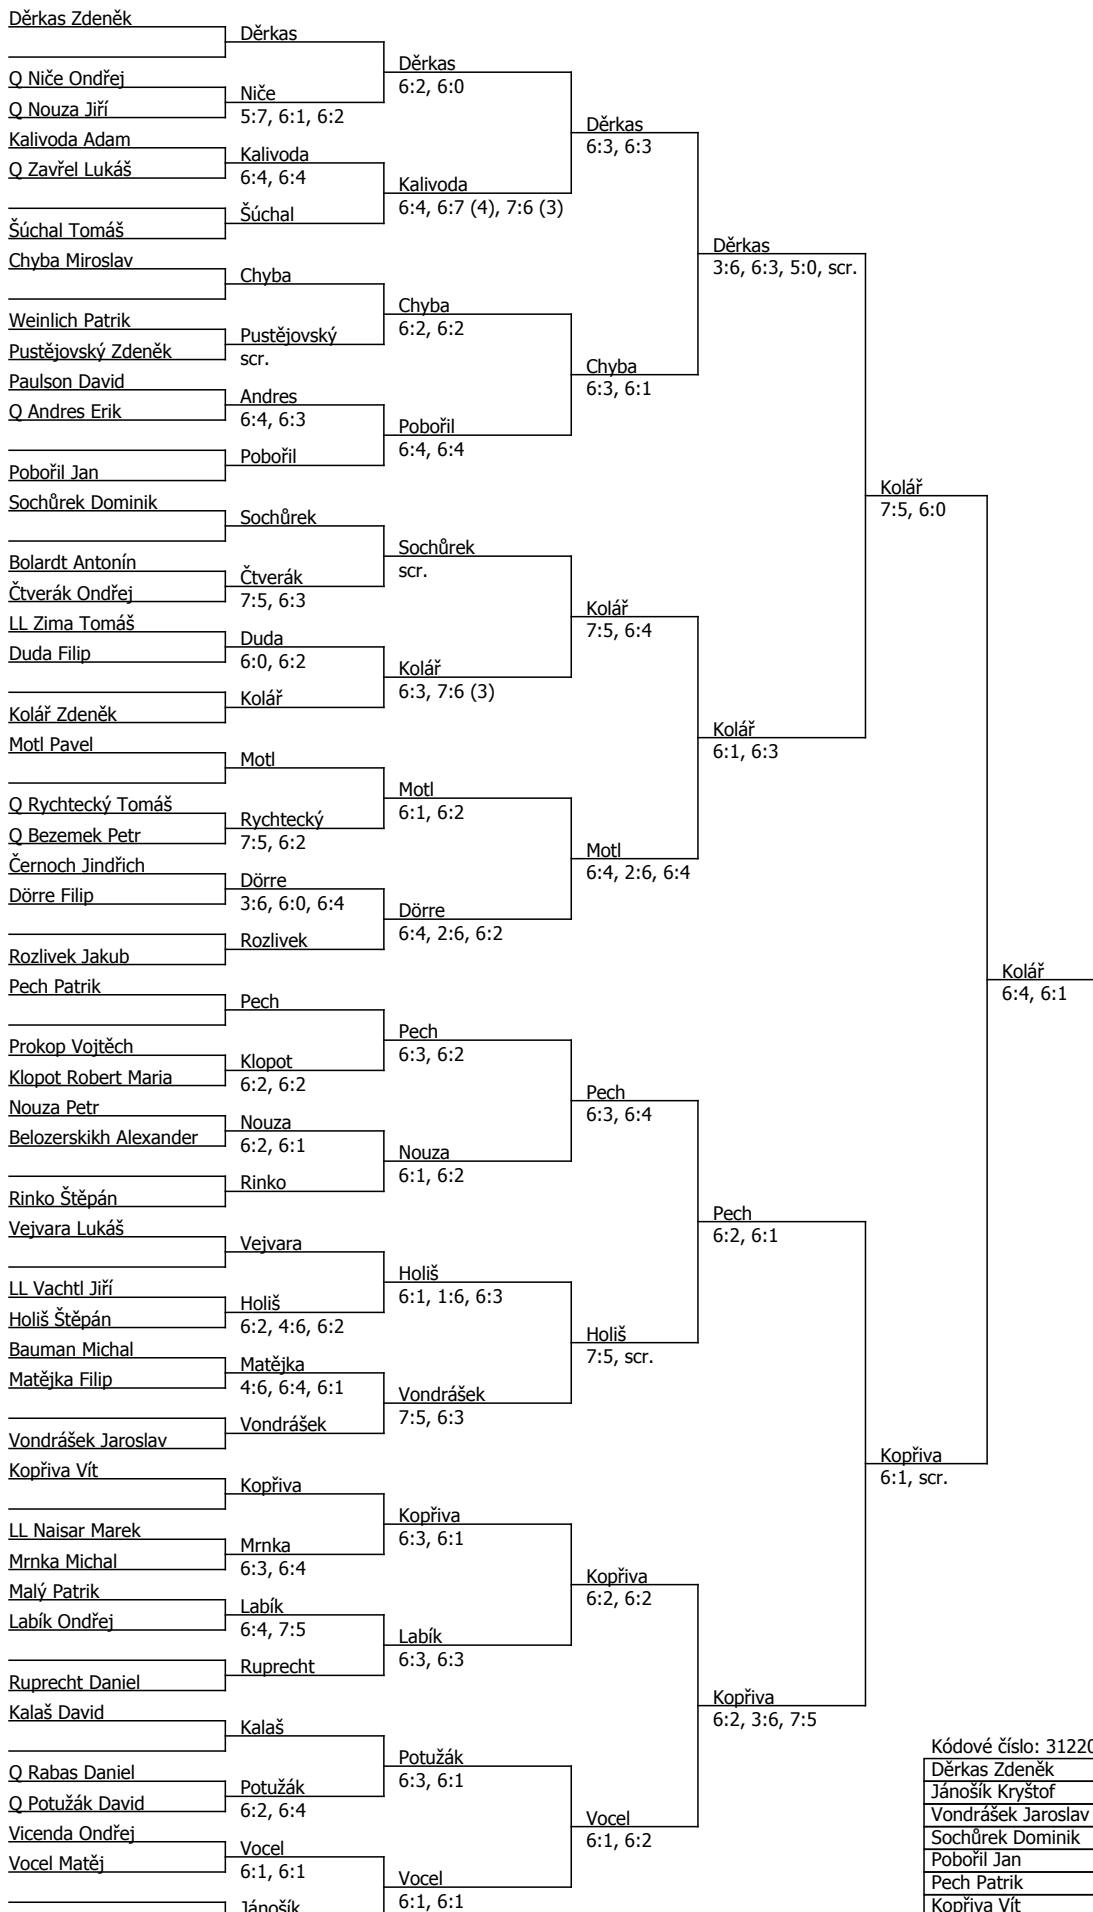 Děrkas Zdeněk
Děrkas
Děrkas
6:2, 6:0
Q Niče Ondřej
Niče
Q Nouza Jiří
5:7, 6:1, 6:2
Děrkas
6:3, 6:3
Kalivoda Adam
Kalivoda
Q Zavřel Lukáš
6:4, 6:4
Kalivoda
6:4, 6:7 (4), 7:6 (3)
Šúchal
Šúchal Tomáš
Děrkas
3:6, 6:3, 5:0, scr.
Chyba Miroslav
Chyba
Chyba
6:2, 6:2
Weinlich Patrik
Pustějovský
Pustějovský Zdeněk
scr.
Chyba
6:3, 6:1
Paulson David
Andres
Q Andres Erik
6:4, 6:3
Pobořil
6:4, 6:4
Pobořil
Pobořil Jan
Kolář
7:5, 6:0
Sochůrek Dominik
Sochůrek
Sochůrek
scr.
Bolardt Antonín
Čtverák
Čtverák Ondřej
7:5, 6:3
Kolář
7:5, 6:4
LL Zima Tomáš
Duda
Duda Filip
6:0, 6:2
Kolář
6:3, 7:6 (3)
Kolář
Kolář Zdeněk
Kolář
6:1, 6:3
Motl Pavel
Motl
Motl
6:1, 6:2
Q Rychtecký Tomáš
Rychtecký
Q Bezemek Petr
7:5, 6:2
Motl
6:4, 2:6, 6:4
Černoch Jindřich
Dörre
Dörre Filip
3:6, 6:0, 6:4
Dörre
6:4, 2:6, 6:2
Rozlivek
Rozlivek Jakub
Kolář
6:4, 6:1
Pech Patrik
Pech
Pech
6:3, 6:2
Prokop Vojtěch
Klopot
Klopot Robert Maria
6:2, 6:2
Pech
6:3, 6:4
Nouza Petr
Nouza
Belozerskikh Alexander
6:2, 6:1
Nouza
6:1, 6:2
Rinko
Rinko Štěpán
Pech
6:2, 6:1
Vejvara Lukáš
Vejvara
Holiš
6:1, 1:6, 6:3
LL Vachtl Jiří
Holiš
Holiš Štěpán
6:2, 4:6, 6:2
Holiš
7:5, scr.
Bauman Michal
Matějka
Matějka Filip
4:6, 6:4, 6:1
Vondrášek
7:5, 6:3
Vondrášek
Vondrášek Jaroslav
Kopřiva
6:1, scr.
Kopřiva Vít
Kopřiva
Kopřiva
6:3, 6:1
LL Naisar Marek
Mrnka
Mrnka Michal
6:3, 6:4
Kopřiva
6:2, 6:2
Malý Patrik
Labík
Labík Ondřej
6:4, 7:5
Labík
6:3, 6:3
Ruprecht
Ruprecht Daniel
Kopřiva
6:2, 3:6, 7:5
Kalaš David
Kalaš
Potužák
6:3, 6:1
Q Rabas Daniel
Potužák
Q Potužák David
6:2, 6:4
Vocel
6:1, 6:2
Vicenda Ondřej
Vocel
Vocel Matěj
6:1, 6:1
Vocel
6:1, 6:1
Jánošík
Kódové číslo: 31220
Děrkas Zdeněk
Jánošík Kryštof
Vondrášek Jaroslav
Sochůrek Dominik
Pobořil Jan
Pech Patrik
Kopřiva Vít